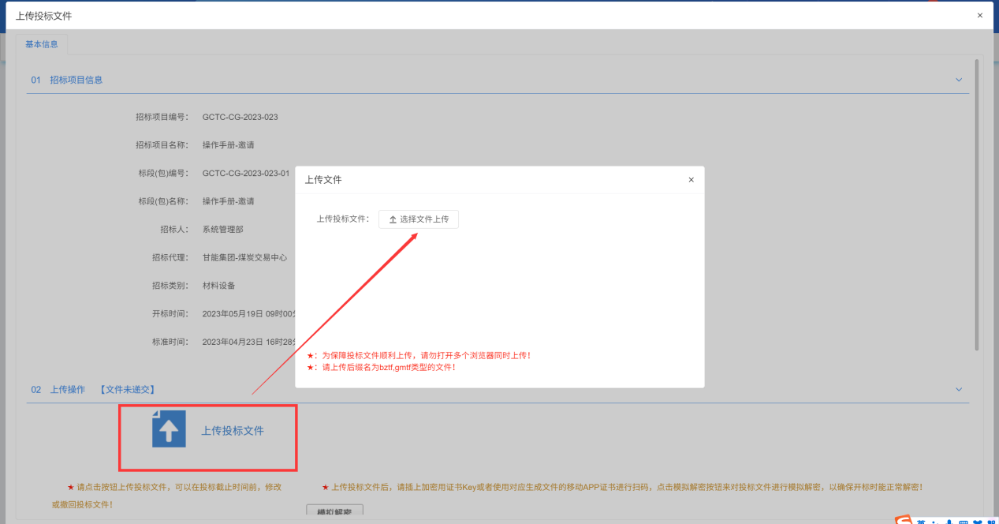 上传投标文件
×
基本信息
01 招标项目信息
招标项目编号： GCTC-CG-2023-023
招标项目名称： 操作手册-邀请
标段(包)编号： GCTC-CG-2023-023-01
标段(包)名称： 操作手册-邀请
招标人： 系统管理部
招标代理： 甘能集团-煤炭交易中心
招标类别： 材料设备
开标时间： 2023年05月19日 09时00分
标准时间： 2023年04月23日 16时28分
上传文件
×
上传投标文件： 选择文件上传
★：为保障投标文件顺利上传，请勿打开多个浏览器同时上传！
★：请上传后缀名为bztf,gmtf类型的文件！
02 上传操作 【文件未递交】
上传投标文件
★ 请点击按钮上传投标文件，可以在投标截止时间前，修改
或撤回投标文件！
★ 上传投标文件后，请插上加密用证书Key或者使用对应生成文件的移动APP证书进行扫码，点击模拟解密按钮来对投标文件进行模拟解密，以确保开标时能正常解密！
模拟解密
英